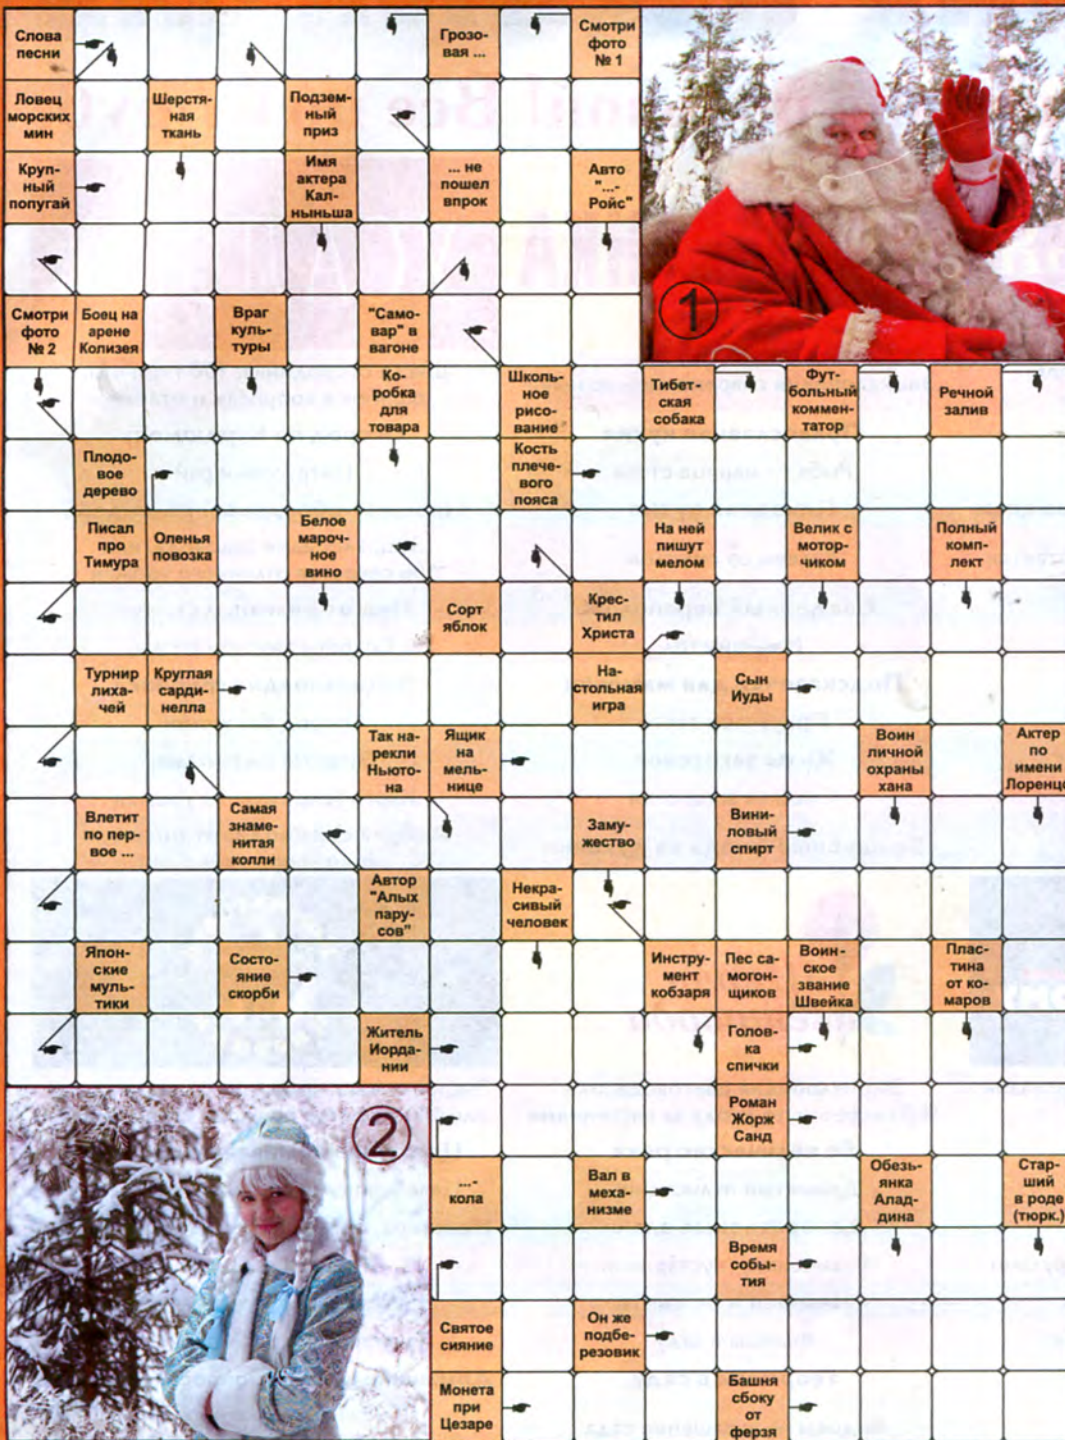 Слова
песни
Грозо-
вая ...
Смотри
фото
№ 1
Ловец
морских
мин
Шерстя-
ная
ткань
Подзем-
ный
приз
Круп-
ный
попугай
Имя
актера
Кал-
ныньша
... не
пошел
впрок
Авто
"...-
Ройс"
1
Смотри
фото
№ 2
Боец на
арене
Колизея
Враг
куль-
туры
"Само-
вар" в
вагоне
Ко-
робка
для
товара
Школь-
ное
рисо-
вание
Тибет-
ская
собака
Фут-
больный
коммен-
татор
Речной
залив
Плодо-
вое
дерево
Кость
плече-
вого
пояса
Писал
про
Тимура
Оленья
повозка
Белое
мароч-
ное
вино
На ней
пишут
мелом
Велик с
мотор-
чиком
Полный
комп-
лект
Сорт
яблок
Крес-
тил
Христа
Турнир
лиха-
чей
Круглая
сарди-
нелла
На-
стольная
игра
Сын
Иуды
Так на-
рекли
Ньюто-
на
Ящик
на
мель-
нице
Воин
личной
охраны
хана
Актер
по
имени
Лоренцо
Влетит
по пер-
вое ...
Самая
знаме-
нитая
колли
Заму-
жество
Вини-
ловый
спирт
Автор
"Алых
пару-
сов"
Некра-
сивый
человек
Япон-
ские
муль-
тики
Состо-
яние
скорби
Инстру-
мент
кобзаря
Пес са-
могон-
щиков
Воин-
ское
звание
Швейка
Плас-
тина
от ко-
маров
Житель
Иорда-
нии
Голов-
ка
спички
2
Роман
Жорж
Санд
...-
кола
Вал в
меха-
низме
Обезь-
янка
Алад-
дина
Стар-
ший
в роде
(тюрк.)
Время
собы-
тия
Святое
сияние
Он же
подбе-
резовик
Монета
при
Цезаре
Башня
сбоку
от
ферзя